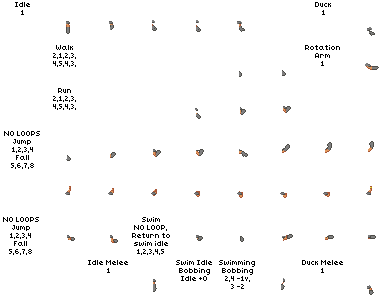 Idle
1
Duck
1
Walk
2,1,2,3,
4,5,4,3,
Rotation
Arm
1
Run
2,1,2,3,
4,5,4,3,
NO LOOPS
Jump
1,2,3,4
Fall
5,6,7,8
NO LOOPS
Jump
1,2,3,4
Fall
5,6,7,8
Swim
NO LOOP,
Return to
swim idle
1,2,3,4,5
Idle Melee
1
Swim Idle
Bobbing
Idle +0
Swimming
Bobbing
2,4 -1v,
3 -2
Duck Melee
1